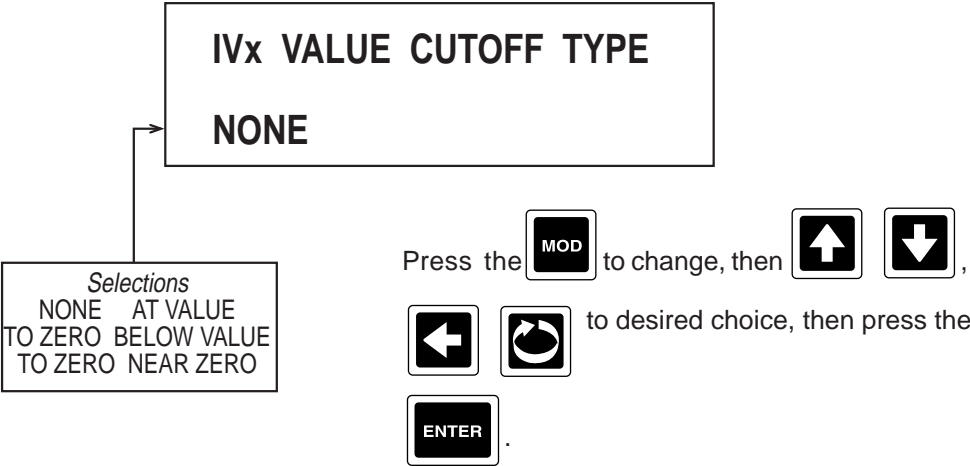 IVx VALUE CUTOFF TYPE
NONE
Selections
NONE AT VALUE
TO ZERO BELOW VALUE
TO ZERO NEAR ZERO
Press the MOD to change, then ,
to desired choice, then press the
ENTER .